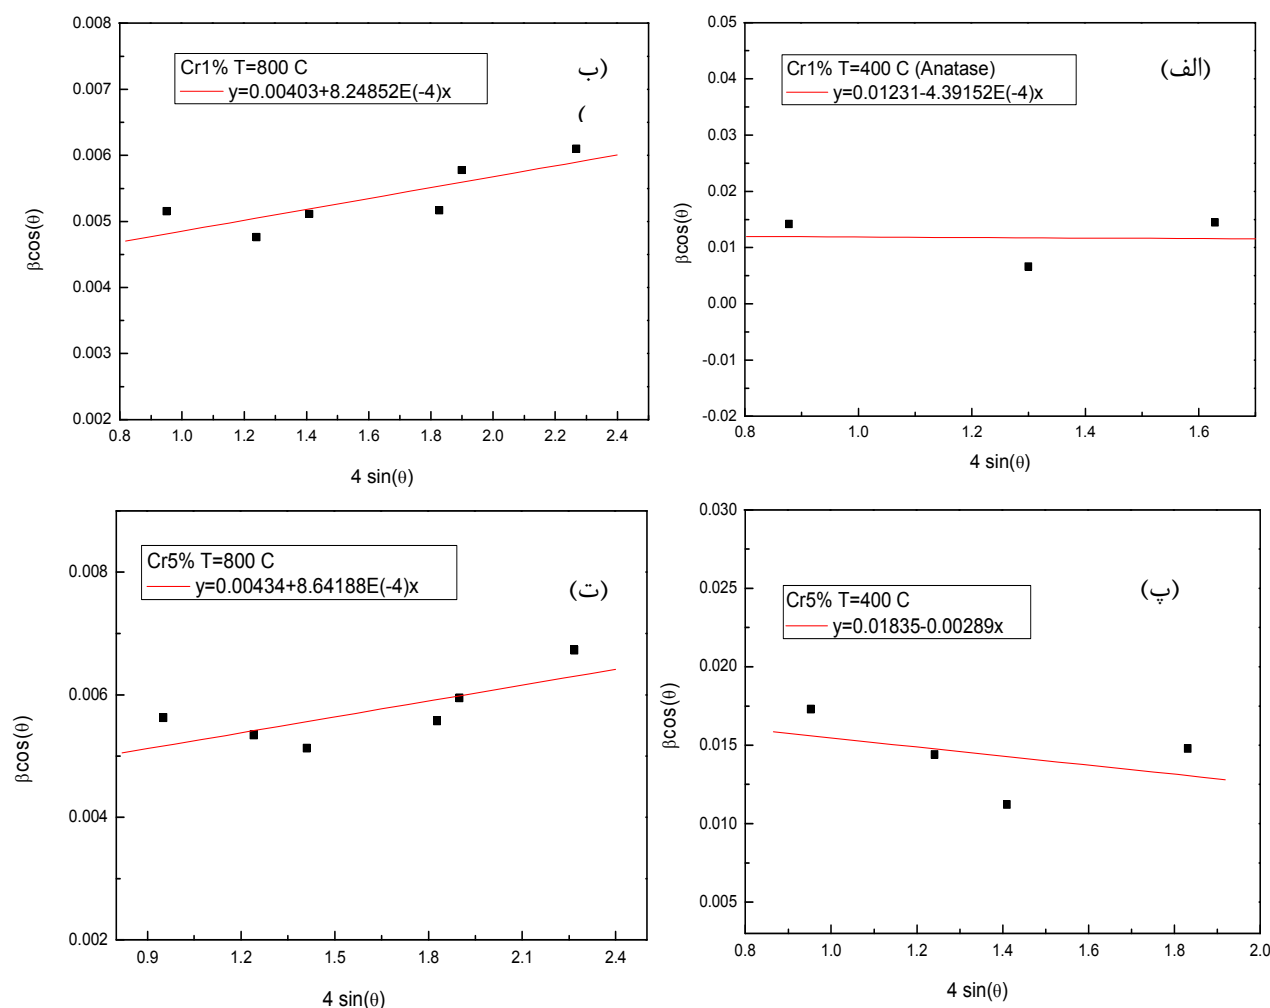 0.008
0.007
0.006
0.005
0.004
0.003
0.002
0.8 1.0 1.2 1.4 1.6 1.8 2.0 2.2 2.4
βcos(θ)
4 sin(θ)
Cr1% T=800 C
y=0.00403+8.24852E(-4)x
(ب
)
0.05
0.04
0.03
0.02
0.01
0.00
-0.01
-0.02
0.8 1.0 1.2 1.4 1.6
βcos(θ)
4 sin(θ)
Cr1% T=400 C (Anatase)
y=0.01231-4.39152E(-4)x
(الف)
0.008
0.006
0.004
0.002
0.9 1.2 1.5 1.8 2.1 2.4
βcos(θ)
4 sin(θ)
Cr5% T=800 C
y=0.00434+8.64188E(-4)x
(ت)
0.030
0.025
0.020
0.015
0.010
0.005
0.8 1.0 1.2 1.4 1.6 1.8 2.0
βcos(θ)
4 sin(θ)
Cr5% T=400 C
y=0.01835-0.00289x
(پ)